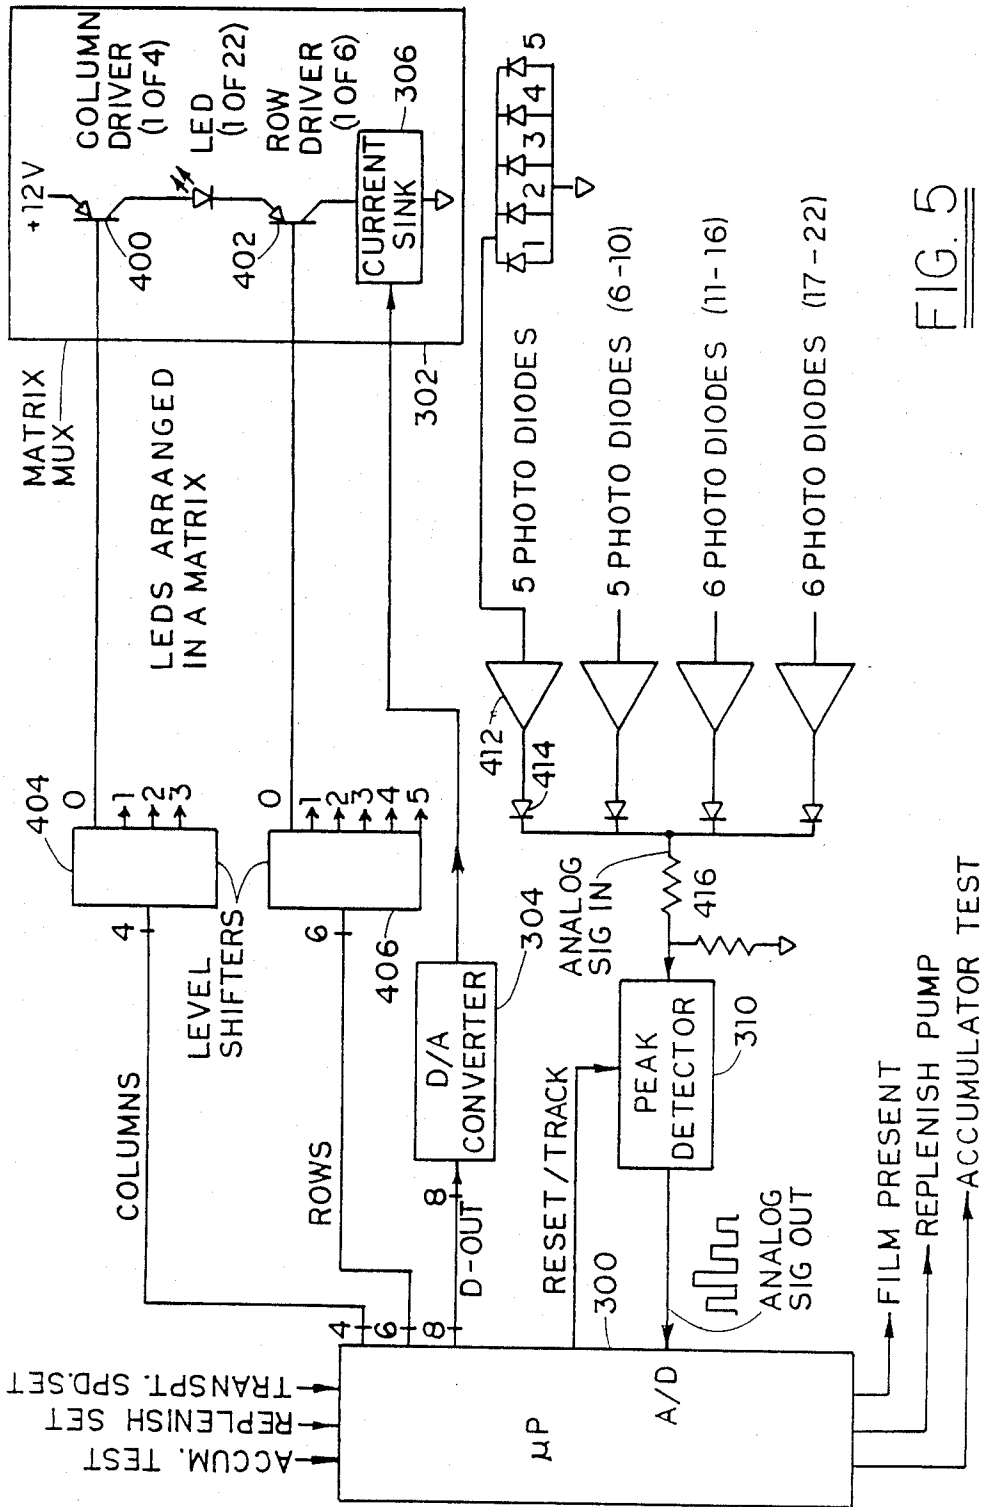 +12V
COLUMN
DRIVER
(1 OF 4)
400
LED
(1 OF 22)
402
ROW
DRIVER
(1 OF 6)
CURRENT
SINK
306
302
MATRIX
MUX
LEDS ARRANGED
IN A MATRIX
404
0
1
2
3
4
0
1
2
3
4
5
6
406
LEVEL
SHIFTERS
COLUMNS
ROWS
4
6
8
D-OUT
8
D/A
CONVERTER
304
1
2
3
4
5
5 PHOTO DIODES
5 PHOTO DIODES (6-10)
6 PHOTO DIODES (11-16)
6 PHOTO DIODES (17-22)
412
414
ANALOG
SIG IN
416
PEAK
DETECTOR
310
RESET/TRACK
300
ANALOG
SIG OUT
TRANSPT. SPD. SET
REPLENISH SET
ACCUM. TEST
µP
A/D
FILM PRESENT
REPLENISH PUMP
ACCUMULATOR TEST
FIG. 5